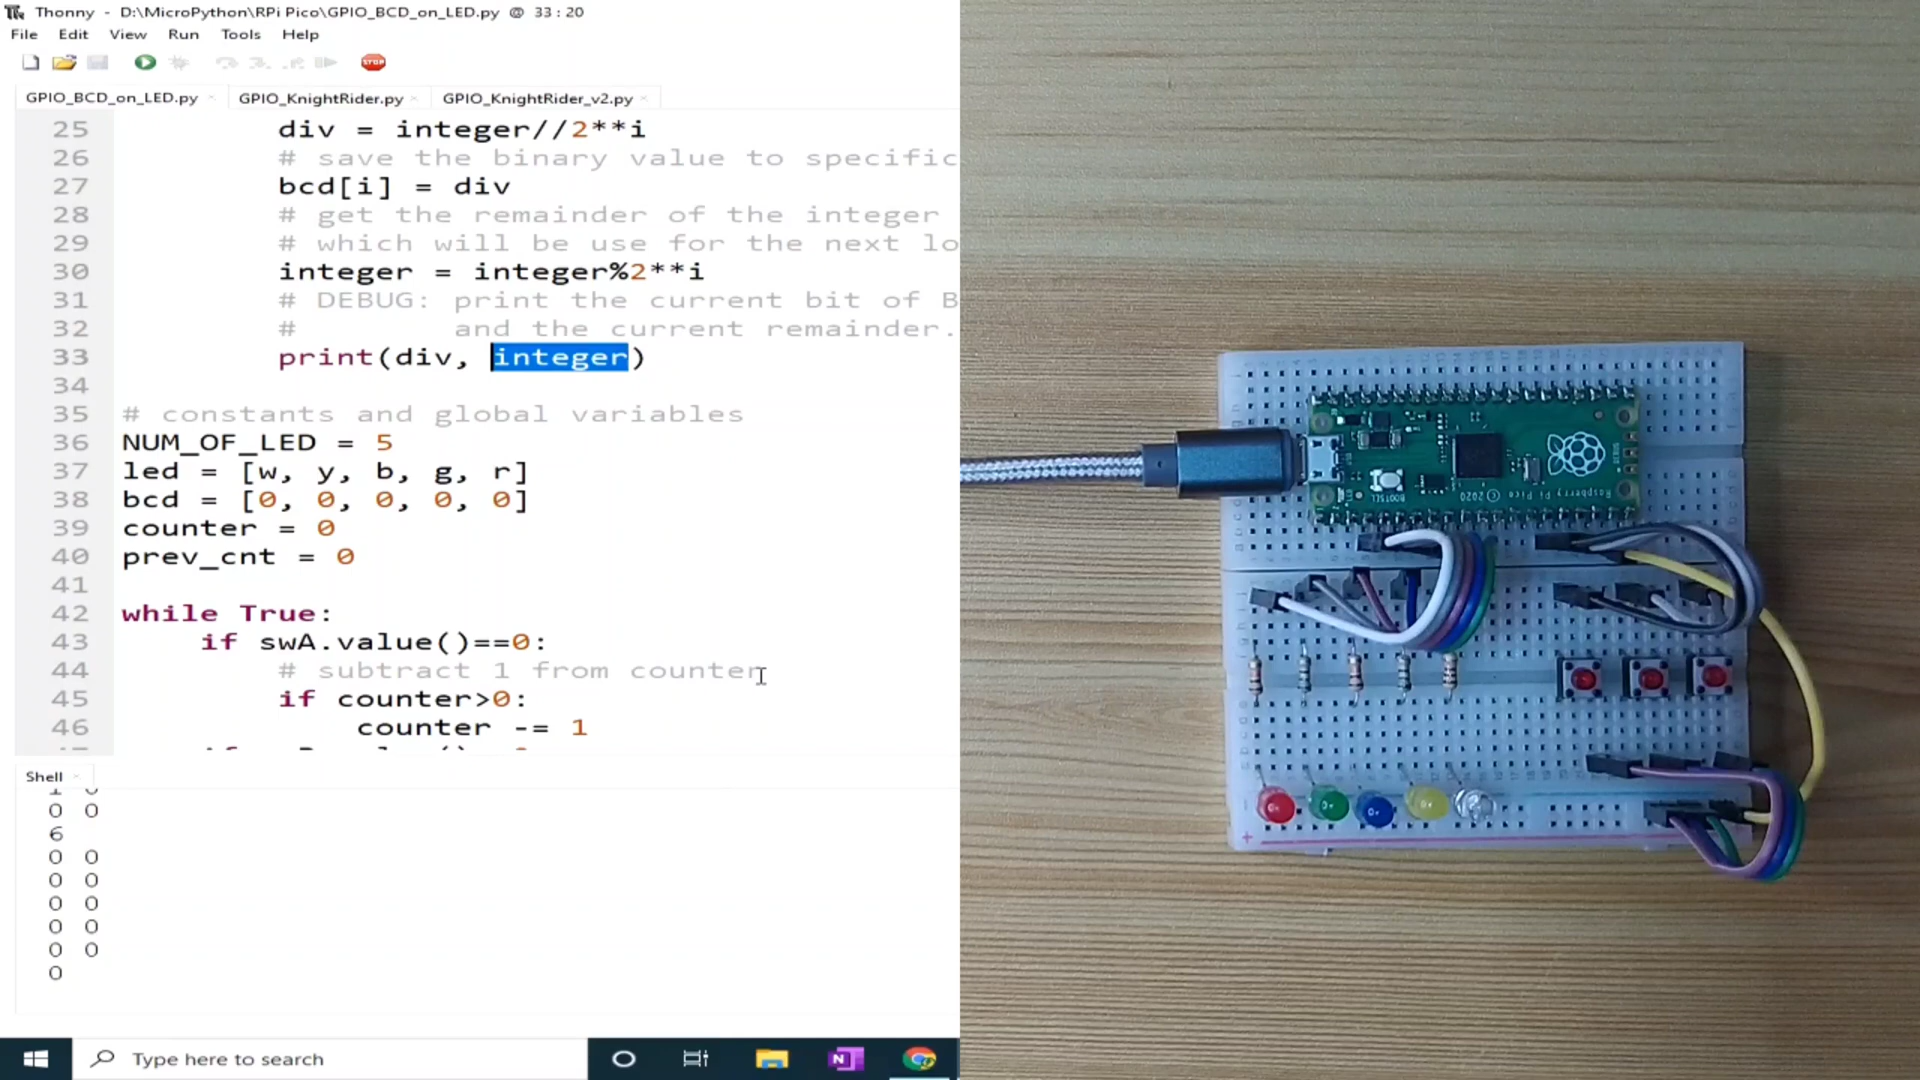 Thonny - D:\MicroPython\RPi Pico\GPIO_BCD_on_LED.py @ 33 : 20
File Edit View Run Tools Help
STOP
GPIO_BCD_on_LED.py GPIO_KnightRider.py GPIO_KnightRider_v2.py
25 div = integer//2**i
26 # save the binary value to specific
27 bcd[i] = div
28 # get the remainder of the integer
29 # which will be use for the next lo
30 integer = integer%2**i
31 # DEBUG: print the current bit of B
32 # and the current remainder.
33 print(div, integer)
34
35 # constants and global variables
36 NUM_OF_LED = 5
37 led = [w, y, b, g, r]
38 bcd = [0, 0, 0, 0, 0]
39 counter = 0
40 prev_cnt = 0
41
42 while True:
43 if swA.value()==0:
44 # subtract 1 from counter
45 if counter>0:
46 counter -= 1
Shell
0 0
6
0 0
0 0
0 0
0 0
0 0
0
Type here to search
Raspberry Pi Pico © 2020
BOOTSEL
DEBUG